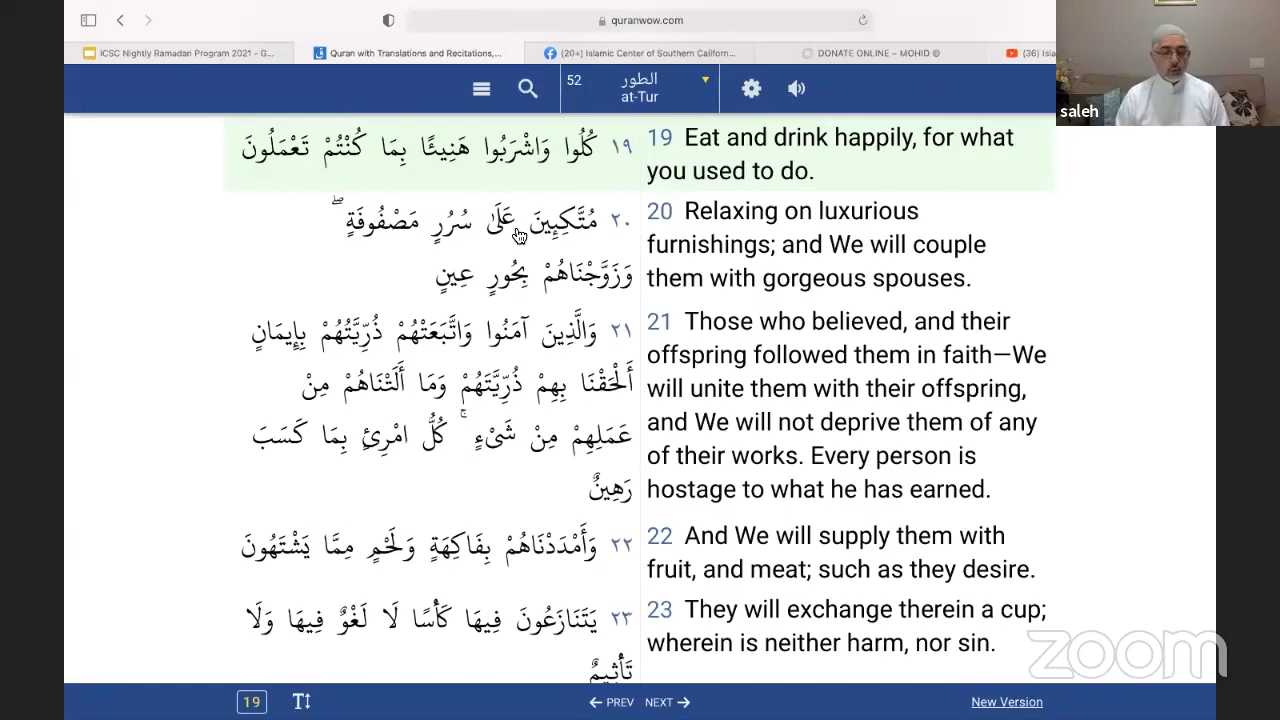 quranwow.com
ICSC Nightly Ramadan Program 2021 - G...
Quran with Translations and Recitations,...
(20+) Islamic Center of Southern Californ...
DONATE ONLINE – MOHID ®
(36) Isla
saleh
52
الطور
at-Tur
١٩ كُلُوا وَاشْرَبُوا هَنِيئًا بِمَا كُنْتُمْ تَعْمَلُونَ
19 Eat and drink happily, for what
you used to do.
٢٠ مُتَّكِئِينَ عَلَىٰ سُرُرٍ مَصْفُوفَةٍ ۖ
وَزَوَّجْنَاهُمْ بِحُورٍ عِينٍ
20 Relaxing on luxurious
furnishings; and We will couple
them with gorgeous spouses.
٢١ وَالَّذِينَ آمَنُوا وَاتَّبَعَتْهُمْ ذُرِّيَّتُهُمْ بِإِيمَانٍ
أَلْحَقْنَا بِهِمْ ذُرِّيَّتَهُمْ وَمَا أَلَتْنَاهُمْ مِنْ
عَمَلِهِمْ مِنْ شَيْءٍ ۚ كُلُّ امْرِئٍ بِمَا كَسَبَ
رَهِينٌ
21 Those who believed, and their
offspring followed them in faith—We
will unite them with their offspring,
and We will not deprive them of any
of their works. Every person is
hostage to what he has earned.
٢٢ وَأَمْدَدْنَاهُمْ بِفَاكِهَةٍ وَلَحْمٍ مِمَّا يَشْتَهُونَ
22 And We will supply them with
fruit, and meat; such as they desire.
٢٣ يَتَنَازَعُونَ فِيهَا كَأْسًا لَا لَغْوٌ فِيهَا وَلَا
تَأْثِيمٌ
23 They will exchange therein a cup;
wherein is neither harm, nor sin.
zoom
19
PREV NEXT
New Version